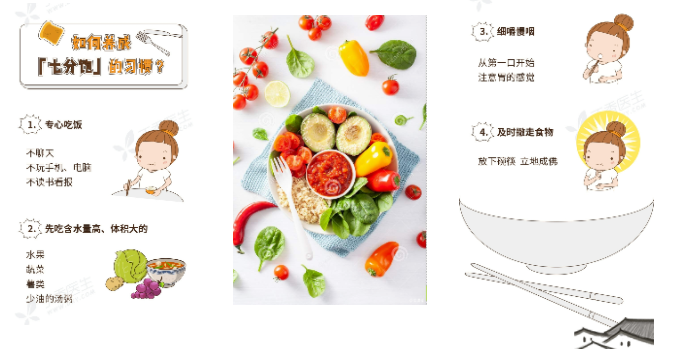 如何养成
「七分饱」的习惯？
1. 专心吃饭
不聊天
不玩手机、电脑
不读书看报
2. 先吃含水量高、体积大的
水果
蔬菜
薯类
少油的汤粥
3. 细嚼慢咽
从第一口开始
注意胃的感觉
4. 及时撤走食物
放下碗筷 立地成佛